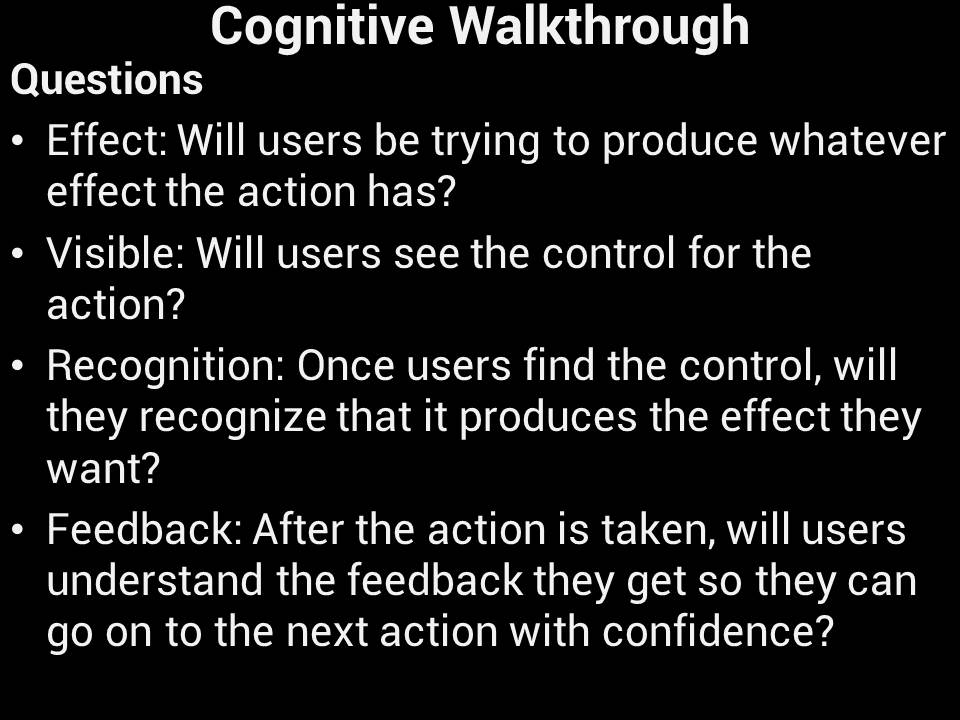 Cognitive Walkthrough
Questions
• Effect: Will users be trying to produce whatever
effect the action has?
• Visible: Will users see the control for the
action?
• Recognition: Once users find the control, will
they recognize that it produces the effect they
want?
• Feedback: After the action is taken, will users
understand the feedback they get so they can
go on to the next action with confidence?